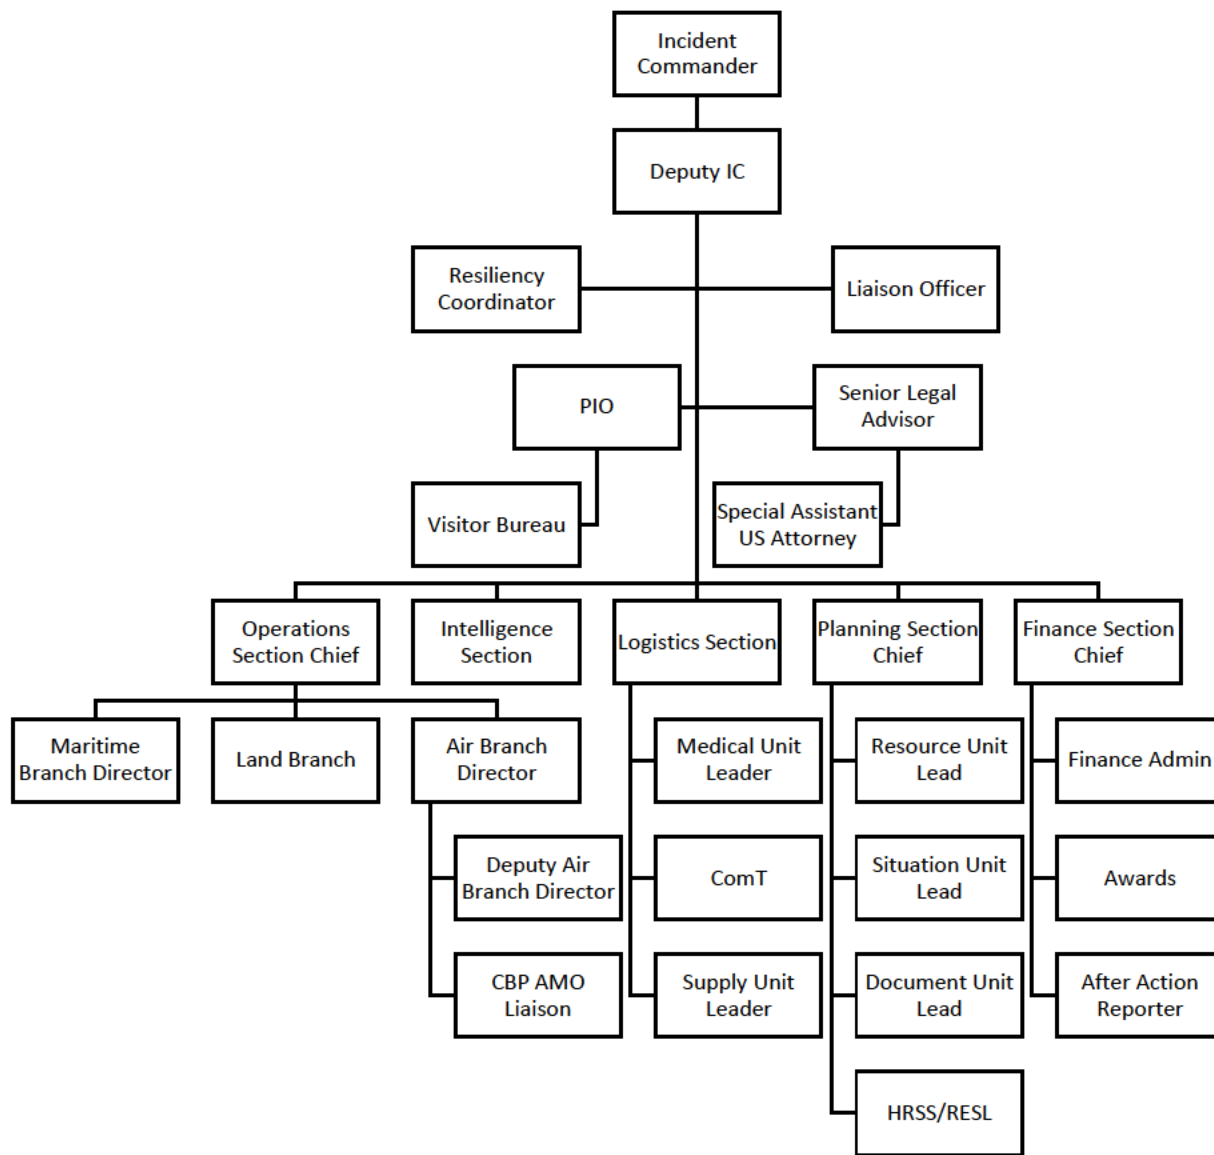 Incident
Commander
Deputy IC
Resiliency
Coordinator
Liaison Officer
PIO
Senior Legal
Advisor
Visitor Bureau
Special Assistant
US Attorney
Operations
Section Chief
Intelligence
Section
Logistics Section
Planning Section
Chief
Finance Section
Chief
Maritime
Branch Director
Land Branch
Air Branch
Director
Medical Unit
Leader
Resource Unit
Lead
Finance Admin
Deputy Air
Branch Director
ComT
Situation Unit
Lead
Awards
CBP AMO
Liaison
Supply Unit
Leader
Document Unit
Lead
After Action
Reporter
HRSS/RESL